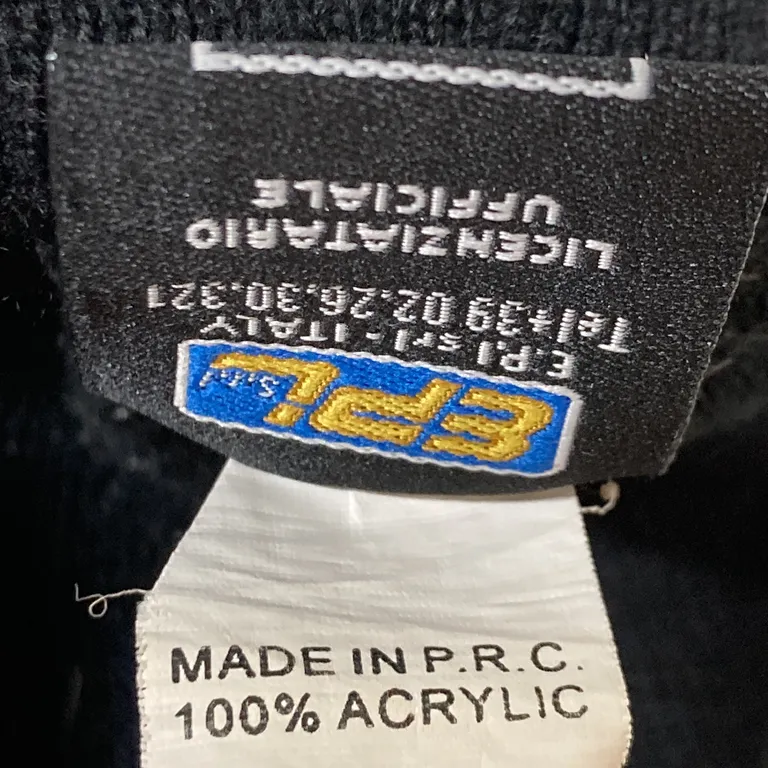 LICENZIATARIO
UFFICIALE
EPI
S.r.l
E.P.I srl - ITALY
Tel+39 02.26.30.321
MADE IN P.R.C.
100% ACRYLIC